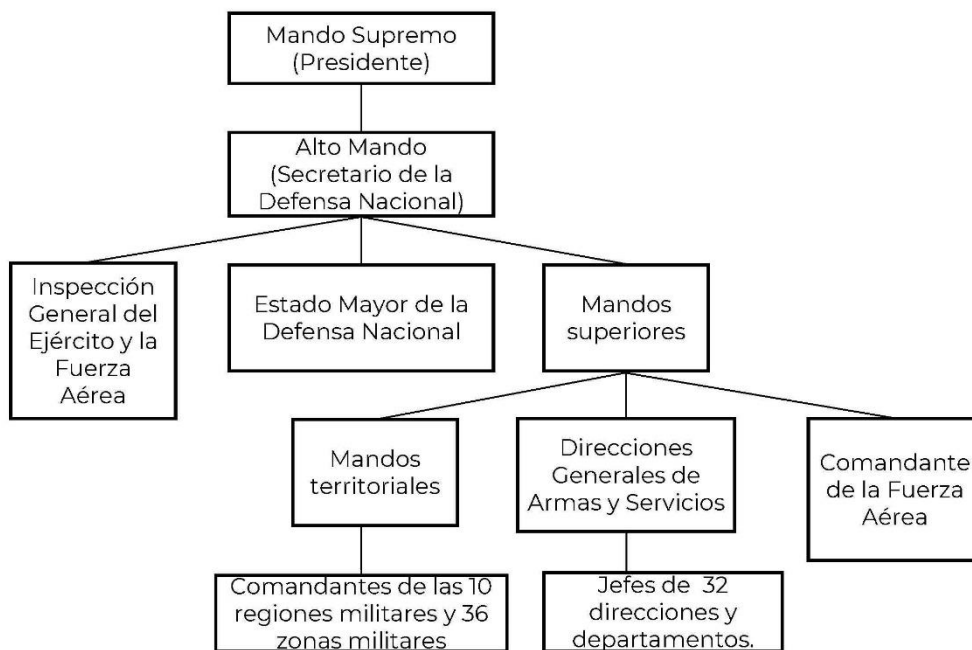 Mando Supremo
(Presidente)
Alto Mando
(Secretario de la
Defensa Nacional)
Inspección
General del
Ejército y la
Fuerza
Aérea
Estado Mayor de la
Defensa Nacional
Mandos
superiores
Mandos
territoriales
Direcciones
Generales de
Armas y Servicios
Comandante
de la Fuerza
Aérea
Comandantes de las 10
regiones militares y 36
zonas militares
Jefes de 32
direcciones y
departamentos.